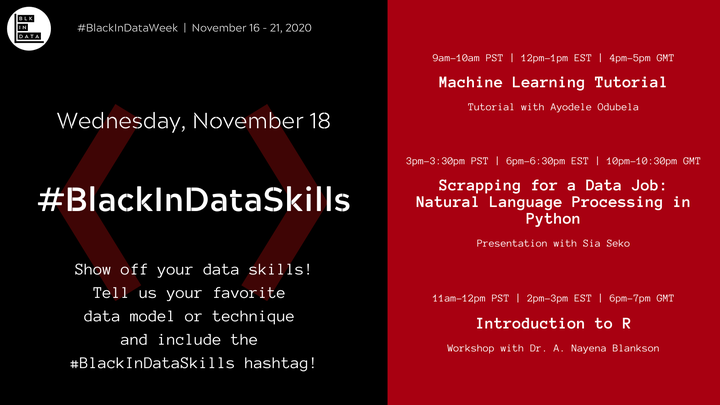 BLK
IN
DATA
#BlackInDataWeek | November 16 - 21, 2020
Wednesday, November 18
#BlackInDataSkills
Show off your data skills!
Tell us your favorite
data model or technique
and include the
#BlackInDataSkills hashtag!
9am-10am PST | 12pm-1pm EST | 4pm-5pm GMT
Machine Learning Tutorial
Tutorial with Ayodele Odubela
3pm-3:30pm PST | 6pm-6:30pm EST | 10pm-10:30pm GMT
Scrapping for a Data Job:
Natural Language Processing in
Python
Presentation with Sia Seko
11am-12pm PST | 2pm-3pm EST | 6pm-7pm GMT
Introduction to R
Workshop with Dr. A. Nayena Blankson